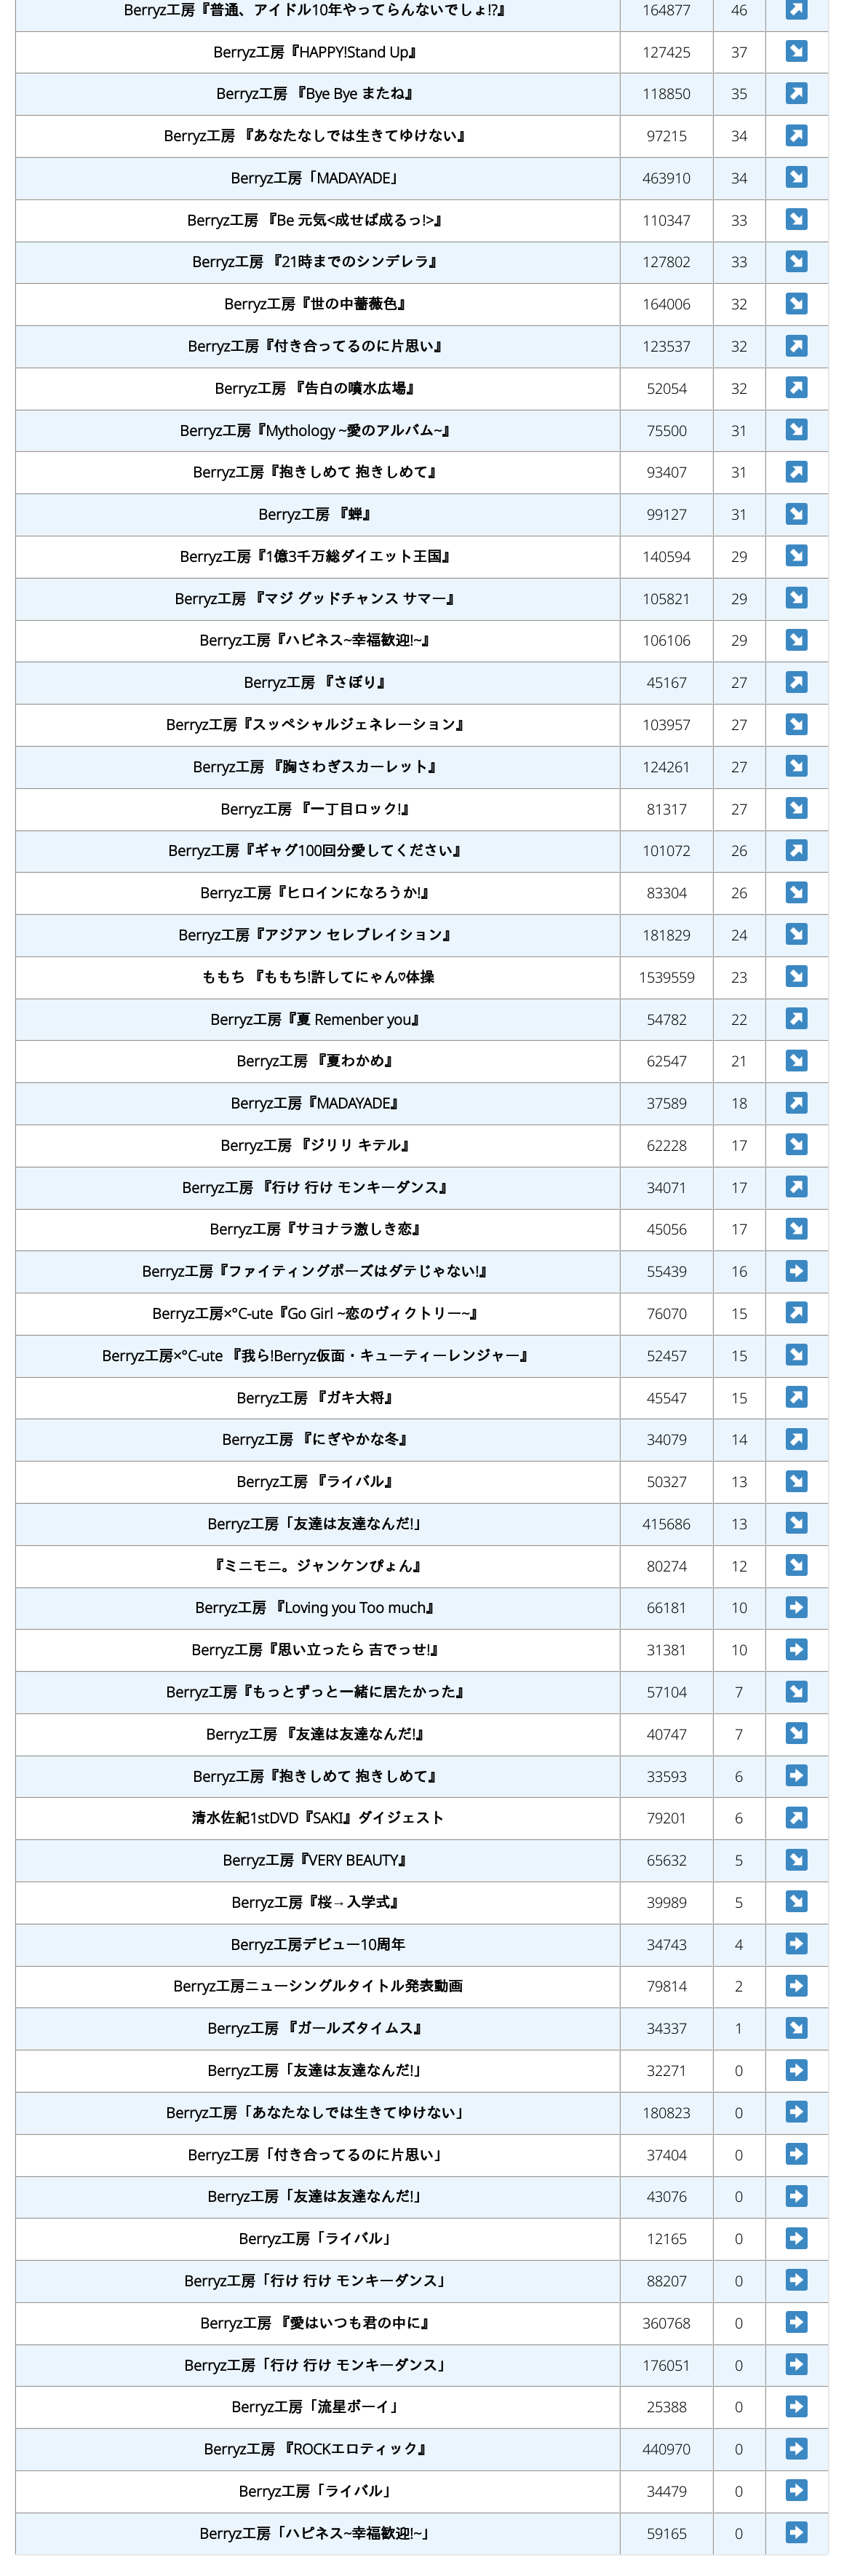 Berryz工房『普通、アイドル10年やってらんないでしょ!?』 164877 46
Berryz工房『HAPPY!Stand Up』 127425 37
Berryz工房 『Bye Bye またね』 118850 35
Berryz工房 『あなたなしでは生きてゆけない』 97215 34
Berryz工房「MADAYADE」 463910 34
Berryz工房 『Be 元気<成せば成るっ!>』 110347 33
Berryz工房 『21時までのシンデレラ』 127802 33
Berryz工房『世の中薔薇色』 164006 32
Berryz工房『付き合ってるのに片思い』 123537 32
Berryz工房 『告白の噴水広場』 52054 32
Berryz工房『Mythology ~愛のアルバム~』 75500 31
Berryz工房『抱きしめて 抱きしめて』 93407 31
Berryz工房 『蝉』 99127 31
Berryz工房『1億3千万総ダイエット王国』 140594 29
Berryz工房 『マジ グッドチャンス サマー』 105821 29
Berryz工房『ハピネス~幸福歓迎!~』 106106 29
Berryz工房 『さぼり』 45167 27
Berryz工房『スッペシャルジェネレ〜ション』 103957 27
Berryz工房 『胸さわぎスカーレット』 124261 27
Berryz工房 『一丁目ロック!』 81317 27
Berryz工房『ギャグ100回分愛してください』 101072 26
Berryz工房『ヒロインになろうか!』 83304 26
Berryz工房『アジアン セレブレイション』 181829 24
ももち 『ももち!許してにゃん♡体操 1539559 23
Berryz工房『夏 Remenber you』 54782 22
Berryz工房 『夏わかめ』 62547 21
Berryz工房『MADAYADE』 37589 18
Berryz工房 『ジリリ キテル』 62228 17
Berryz工房 『行け 行け モンキーダンス』 34071 17
Berryz工房『サヨナラ激しき恋』 45056 17
Berryz工房『ファイティングポーズはダテじゃない!』 55439 16
Berryz工房×°C-ute『Go Girl ~恋のヴィクトリー~』 76070 15
Berryz工房×°C-ute 『我ら!Berryz仮面・キューティーレンジャー』 52457 15
Berryz工房 『ガキ大将』 45547 15
Berryz工房 『にぎやかな冬』 34079 14
Berryz工房 『ライバル』 50327 13
Berryz工房「友達は友達なんだ!」 415686 13
『ミニモニ。ジャンケンぴょん』 80274 12
Berryz工房 『Loving you Too much』 66181 10
Berryz工房『思い立ったら 吉でっせ!』 31381 10
Berryz工房『もっとずっと一緒に居たかった』 57104 7
Berryz工房 『友達は友達なんだ!』 40747 7
Berryz工房『抱きしめて 抱きしめて』 33593 6
清水佐紀1stDVD『SAKI』ダイジェスト 79201 6
Berryz工房『VERY BEAUTY』 65632 5
Berryz工房『桜→入学式』 39989 5
Berryz工房デビュー10周年 34743 4
Berryz工房ニューシングルタイトル発表動画 79814 2
Berryz工房 『ガールズタイムス』 34337 1
Berryz工房「友達は友達なんだ!」 32271 0
Berryz工房「あなたなしでは生きてゆけない」 180823 0
Berryz工房「付き合ってるのに片思い」 37404 0
Berryz工房「友達は友達なんだ!」 43076 0
Berryz工房「ライバル」 12165 0
Berryz工房「行け 行け モンキーダンス」 88207 0
Berryz工房 『愛はいつも君の中に』 360768 0
Berryz工房「行け 行け モンキーダンス」 176051 0
Berryz工房「流星ボーイ」 25388 0
Berryz工房 『ROCKエロティック』 440970 0
Berryz工房「ライバル」 34479 0
Berryz工房「ハピネス~幸福歓迎!~」 59165 0